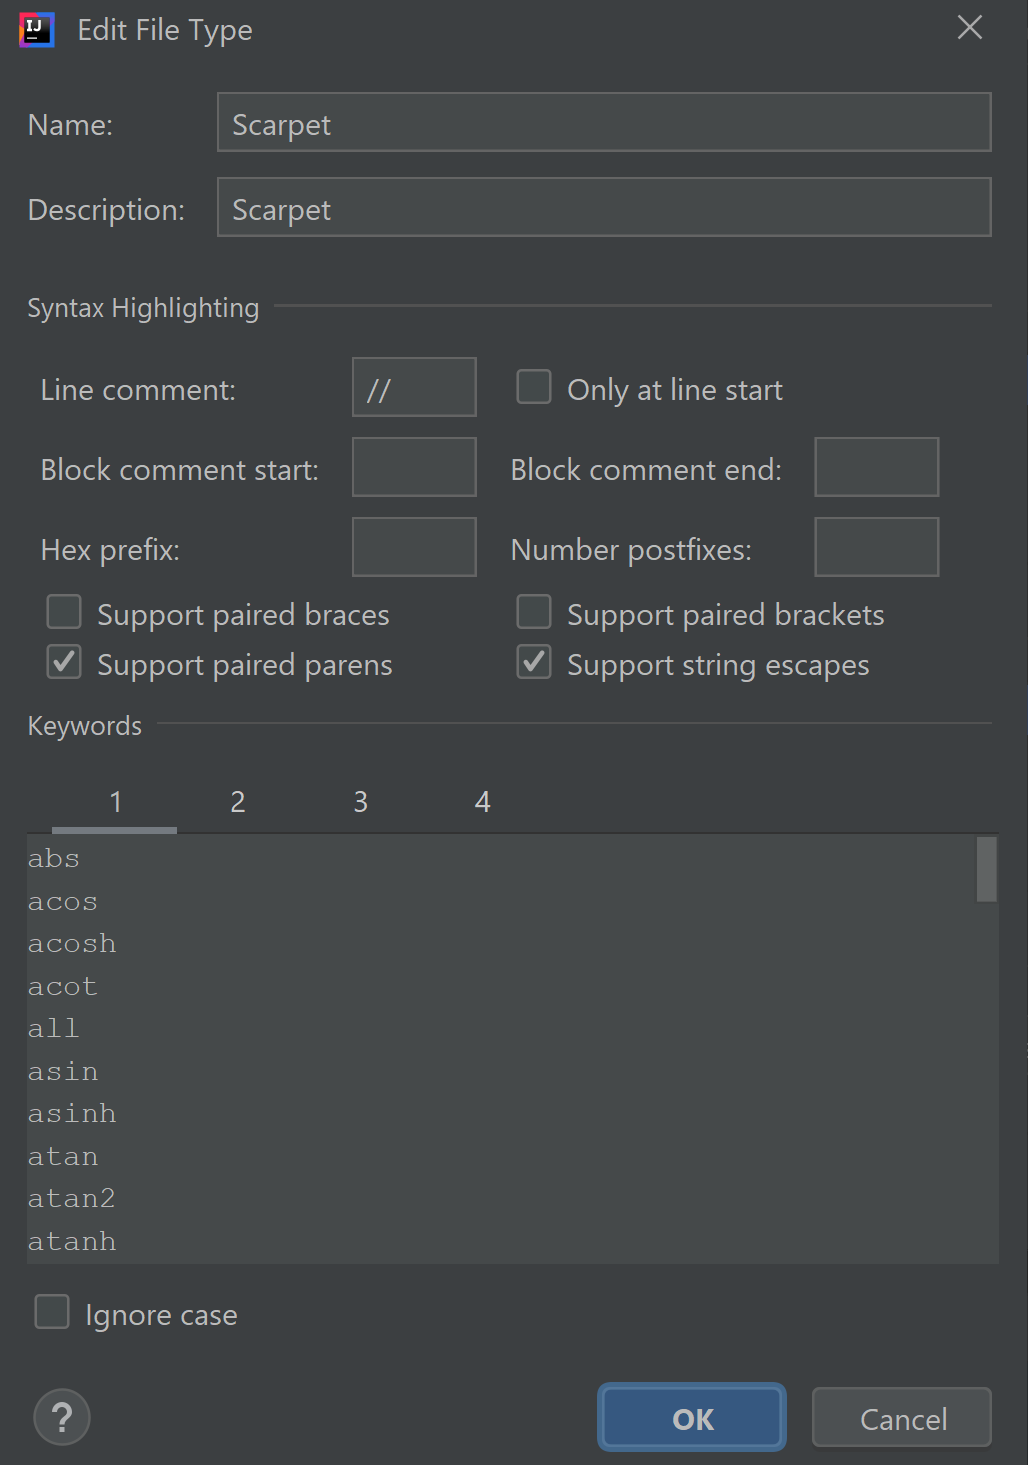 IJ Edit File Type
Name: Scarpet
Description: Scarpet
Syntax Highlighting
Line comment: // Only at line start
Block comment start: Block comment end:
Hex prefix: Number postfixes:
Support paired braces Support paired brackets
Support paired parens Support string escapes
Keywords
1 2 3 4
abs
acos
acosh
acot
all
asin
asinh
atan
atan2
atanh
Ignore case
? OK Cancel